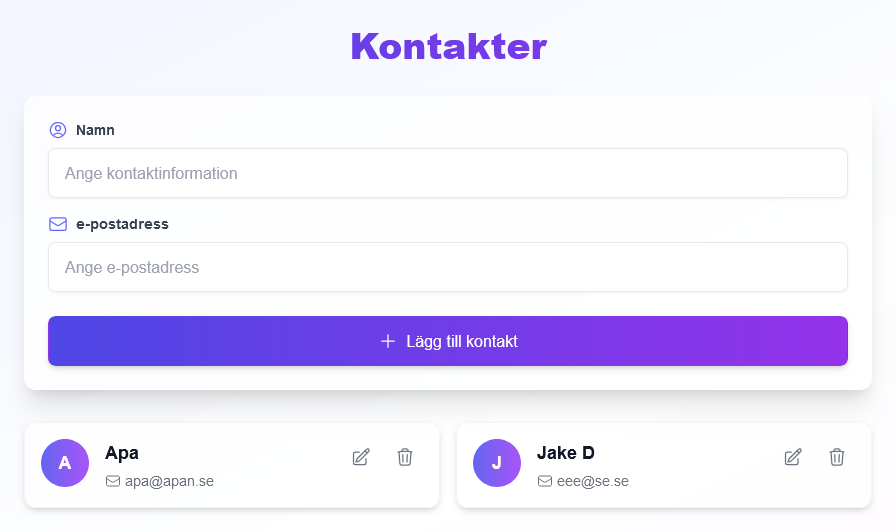 Kontakter
Namn
Ange kontaktinformation
e-postadress
Ange e-postadress
Lägg till kontakt
A
Apa
apa@apan.se
J
Jake D
eee@se.se